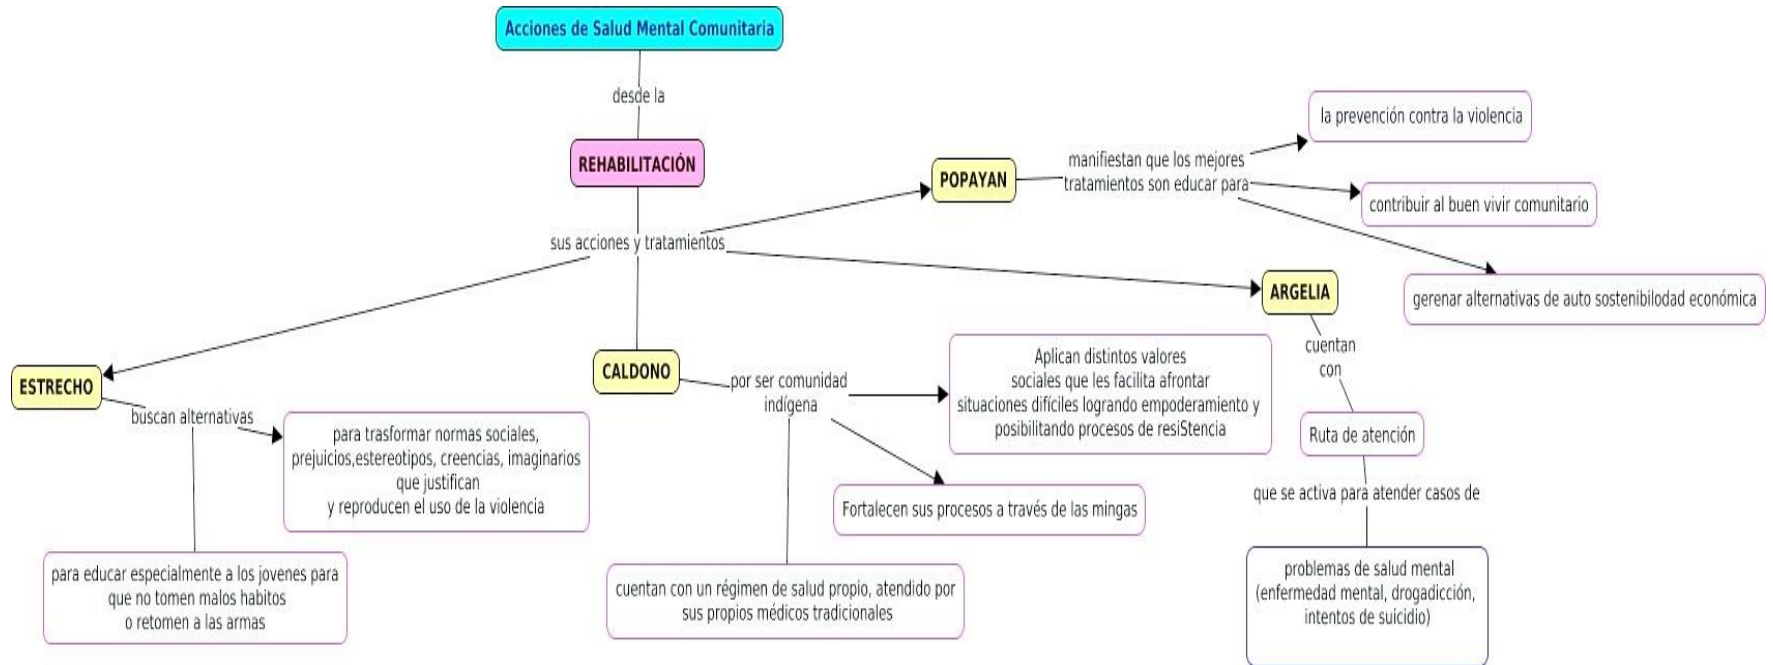 Acciones de Salud Mental Comunitaria
desde la
REHABILITACIÓN
sus acciones y tratamientos
POPAYAN
manifiestan que los mejores
tratamientos son educar para
la prevención contra la violencia
contribuir al buen vivir comunitario
gerenar alternativas de auto sostenibilodad económica
ARGELIA
cuentan
con
Ruta de atención
que se activa para atender casos de
problemas de salud mental
(enfermedad mental, drogadicción,
intentos de suicidio)
CALDONO
por ser comunidad
indígena
Aplican distintos valores
sociales que les facilita afrontar
situaciones difíciles logrando empoderamiento y
posibilitando procesos de resiStencia
Fortalecen sus procesos a través de las mingas
cuentan con un régimen de salud propio, atendido por
sus propios médicos tradicionales
ESTRECHO
buscan alternativas
para trasformar normas sociales,
prejuicios,estereotipos, creencias, imaginarios
que justifican
y reproducen el uso de la violencia
para educar especialmente a los jovenes para
que no tomen malos habitos
o retomen a las armas